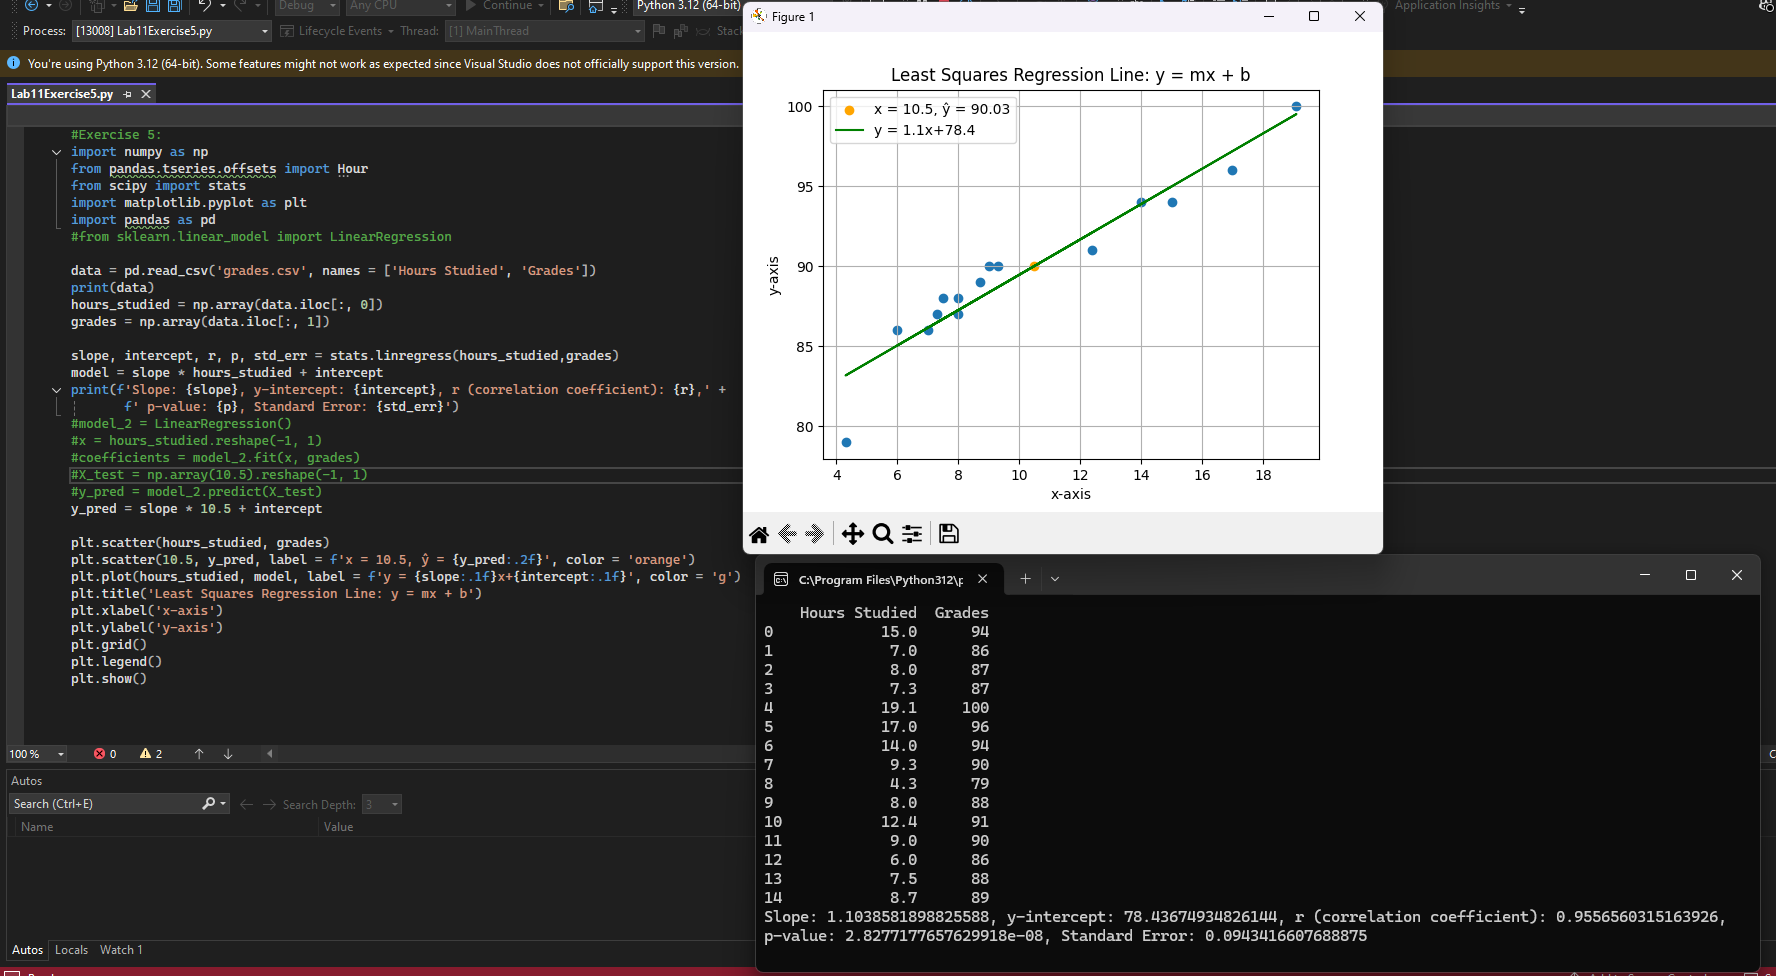 Debug
Any CPU
Continue
Python 3.12 (64-bit)
Application Insights
Process: [13008] Lab11Exercise5.py
Lifecycle Events
Thread: [1] MainThread
Stack
You're using Python 3.12 (64-bit). Some features might not work as expected since Visual Studio does not officially support this version.
Lab11Exercise5.py
#Exercise 5:
import numpy as np
from pandas.tseries.offsets import Hour
from scipy import stats
import matplotlib.pyplot as plt
import pandas as pd
#from sklearn.linear_model import LinearRegression
data = pd.read_csv('grades.csv', names = ['Hours Studied', 'Grades'])
print(data)
hours_studied = np.array(data.iloc[:, 0])
grades = np.array(data.iloc[:, 1])
slope, intercept, r, p, std_err = stats.linregress(hours_studied,grades)
model = slope * hours_studied + intercept
print(f'Slope: {slope}, y-intercept: {intercept}, r (correlation coefficient): {r},' +
f' p-value: {p}, Standard Error: {std_err}')
#model_2 = LinearRegression()
#x = hours_studied.reshape(-1, 1)
#coefficients = model_2.fit(x, grades)
#X_test = np.array(10.5).reshape(-1, 1)
#y_pred = model_2.predict(X_test)
y_pred = slope * 10.5 + intercept
plt.scatter(hours_studied, grades)
plt.scatter(10.5, y_pred, label = f'x = 10.5, ŷ = {y_pred:.2f}', color = 'orange')
plt.plot(hours_studied, model, label = f'y = {slope:.1f}x+{intercept:.1f}', color = 'g')
plt.title('Least Squares Regression Line: y = mx + b')
plt.xlabel('x-axis')
plt.ylabel('y-axis')
plt.grid()
plt.legend()
plt.show()
100 %
0
2
Autos
Search (Ctrl+E)
Search Depth: 3
Name
Value
Autos
Locals
Watch 1
Figure 1
Least Squares Regression Line: y = mx + b
x = 10.5, ŷ = 90.03
y = 1.1x+78.4
100
95
90
85
80
y-axis
4 6 8 10 12 14 16 18
x-axis
C:\Program Files\Python312\p
Hours Studied Grades
0 15.0 94
1 7.0 86
2 8.0 87
3 7.3 87
4 19.1 100
5 17.0 96
6 14.0 94
7 9.3 90
8 4.3 79
9 8.0 88
10 12.4 91
11 9.0 90
12 6.0 86
13 7.5 88
14 8.7 89
Slope: 1.1038581898825588, y-intercept: 78.43674934826144, r (correlation coefficient): 0.9556560315163926,
p-value: 2.8277177657629918e-08, Standard Error: 0.0943416607688875